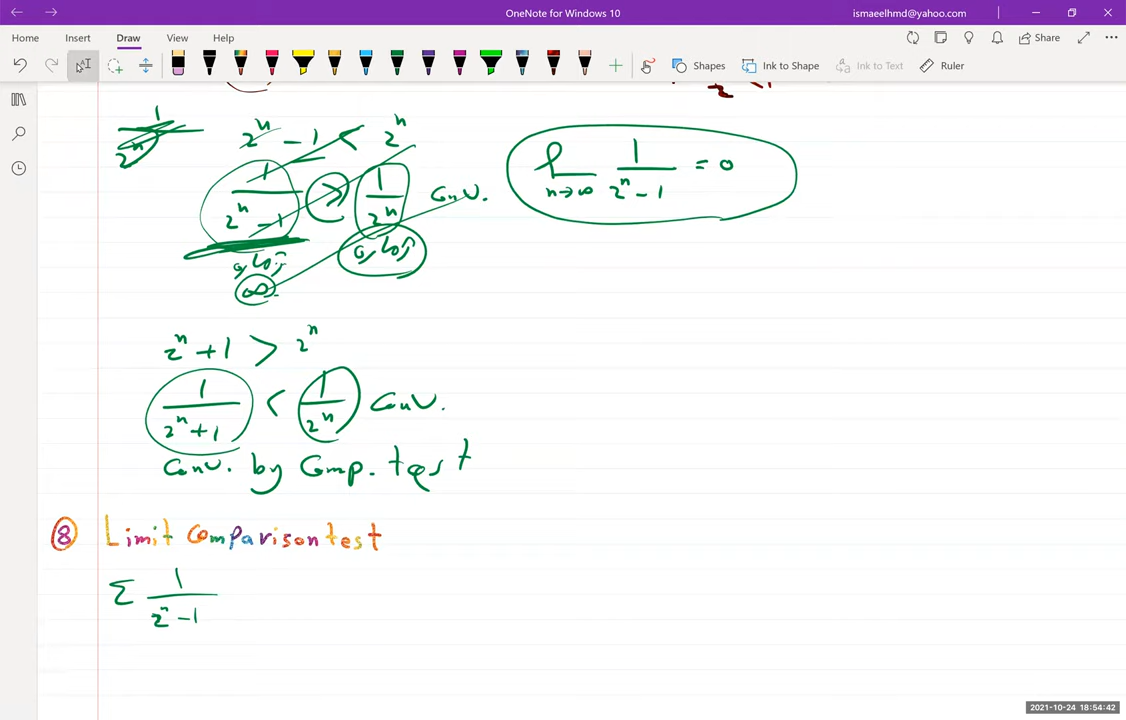 OneNote for Windows 10
ismaeelhmd@yahoo.com
Home Insert Draw View Help
Share
Shapes Ink to Shape Ink to Text Ruler
1/2^n
2^n - 1 < 2^n
1/(2^n - 1) > 1/2^n Conv.
∞
lim n→∞ 1/(2^n - 1) = 0
2^n + 1 > 2^n
1/(2^n + 1) < 1/2^n Conv.
Conv. by Comp. test
8 Limit Comparison test
Σ 1/(2^n - 1)
2021-10-24 18:54:42